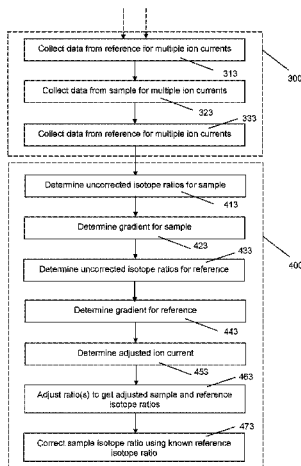 Collect data from reference for multiple ion currents
313
300
Collect data from sample for multiple ion currents
323
Collect data from reference for multiple ion currents
333
Determine uncorrected isotope ratios for sample
413
Determine gradient for sample
423
400
Determine uncorrected isotope ratios for reference
433
Determine gradient for reference
443
Determine adjusted ion current
453
Adjust ratio(s) to get adjusted sample and reference
isotope ratios
463
Correct sample isotope ratio using known reference
isotope ratio
473